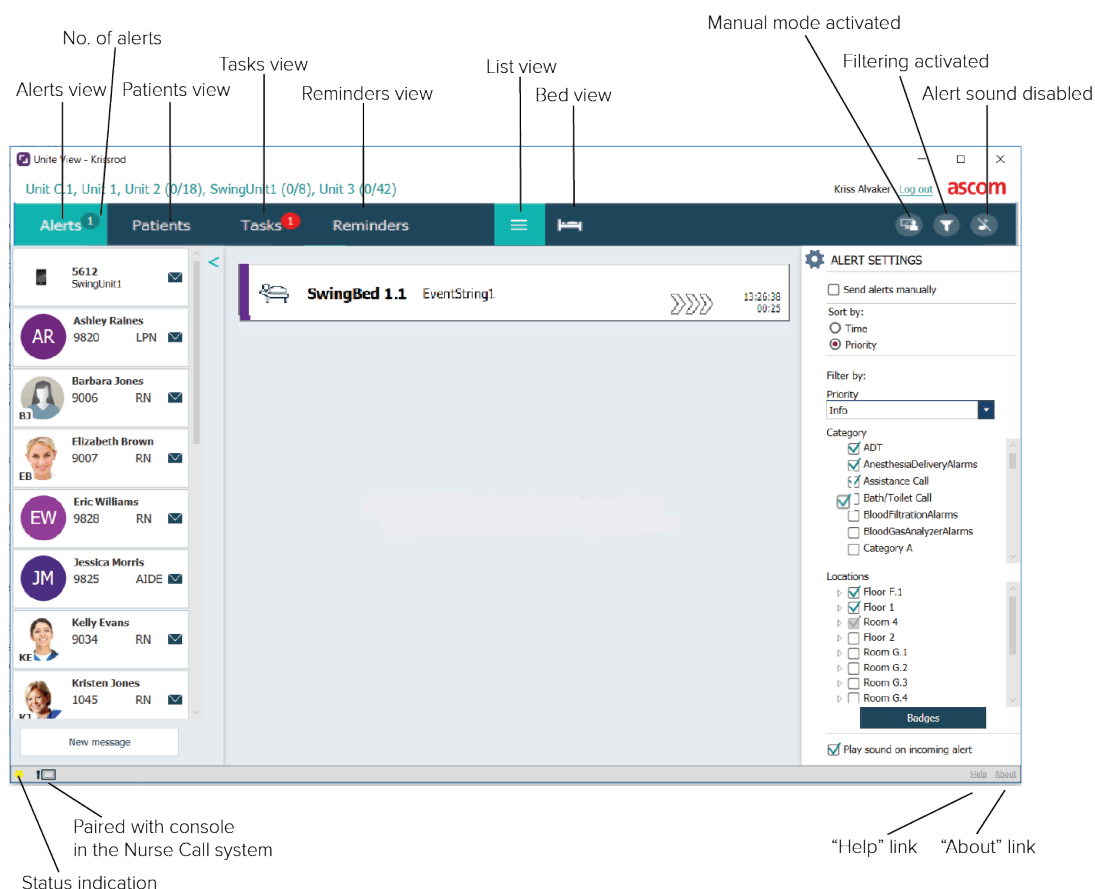 Manual mode activated
No. of alerts
Filtering activated
Tasks view
List view
Alerts view
Patients view
Reminders view
Bed view
Alert sound disabled
Unite View - Krissrod
Unit C.1, Unit 1, Unit 2 (0/18), SwingUnit1 (0/8), Unit 3 (0/42)
Kriss Alvaker Log out ascom
Alerts 1 Patients Tasks 1 Reminders
5612
SwingUnit1
<
AR
Ashley Raines
9820 LPN
BJ
Barbara Jones
9006 RN
EB
Elizabeth Brown
9007 RN
EW
Eric Williams
9828 RN
JM
Jessica Morris
9825 AIDE
KE
Kelly Evans
9034 RN
KJ
Kristen Jones
1045 RN
New message
SwingBed 1.1 EventString1
13:26:38
00:25
ALERT SETTINGS
Send alerts manually
Sort by:
Time
Priority
Filter by:
Priority
Info
Category
ADT
AnesthesiaDeliveryAlarms
Assistance Call
Bath/Toilet Call
BloodFiltrationAlarms
BloodGasAnalyzerAlarms
Category A
Locations
Floor F.1
Floor 1
Room 4
Floor 2
Room G.1
Room G.2
Room G.3
Room G.4
Badges
Play sound on incoming alert
Help About
Paired with console
in the Nurse Call system
"Help" link
"About" link
Status indication